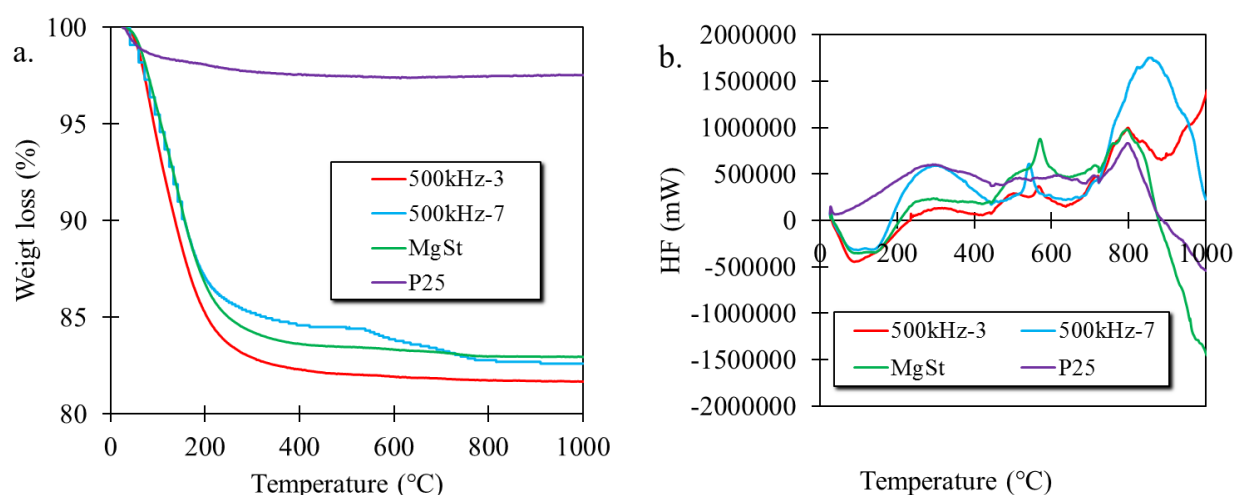 a.
Weigt loss (%)
100
95
90
85
80
0
200
400
600
800
1000
Temperature (°C)
500kHz-3
500kHz-7
MgSt
P25
b.
HF (mW)
2000000
1500000
1000000
500000
0
-500000
-1000000
-1500000
-2000000
0 200 400 600 800 1000
500kHz-3 500kHz-7
MgSt P25
Temperature (°C)